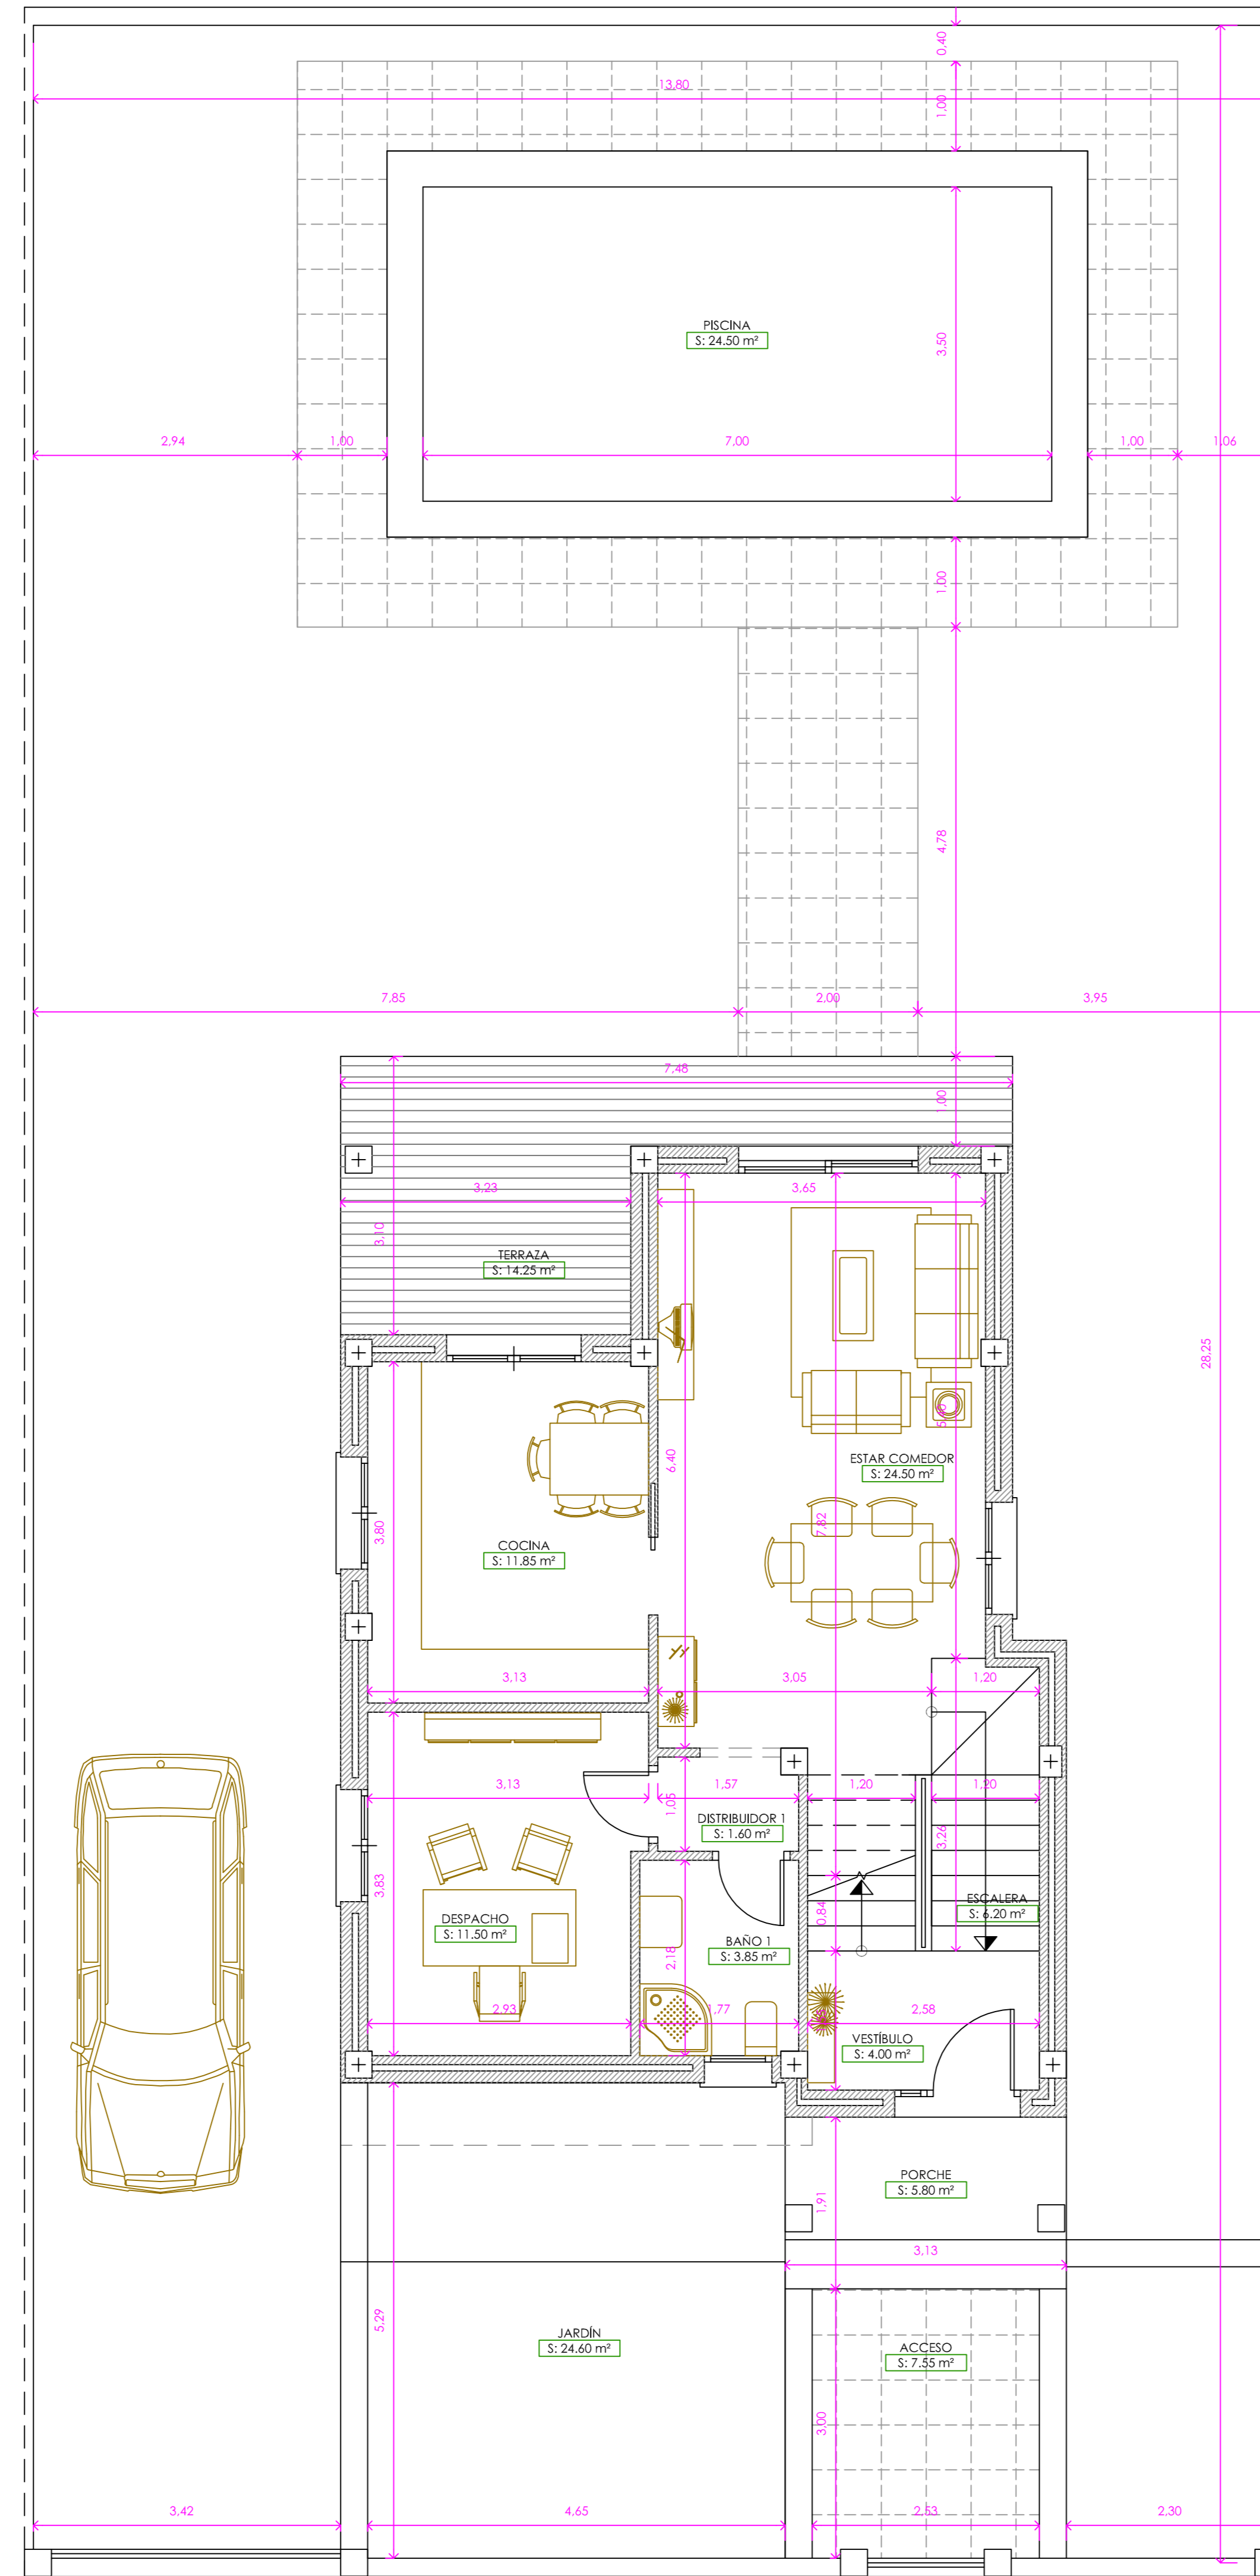 0,40
13,80
1,00
PISCINA
S: 24.50 m²
3,50
2,94
1,00
7,00
1,00
1,06
1,00
4,78
7,85
2,00
3,95
7,48
1,00
3,23
3,65
3,10
TERRAZA
S: 14.25 m²
28,25
5,40
6,40
ESTAR COMEDOR
S: 24.50 m²
7,82
3,80
COCINA
S: 11.85 m²
3,13
3,05
1,20
3,13
1,57
1,20
1,20
1,05
DISTRIBUIDOR 1
S: 1.60 m²
3,26
3,83
ESCALERA
S: 6.20 m²
0,84
DESPACHO
S: 11.50 m²
BAÑO 1
S: 3.85 m²
2,18
2,93
1,77
2,58
VESTÍBULO
S: 4.00 m²
PORCHE
S: 5.80 m²
1,91
3,13
5,29
JARDÍN
S: 24.60 m²
ACCESO
S: 7.55 m²
3,00
3,42
4,65
2,53
2,30